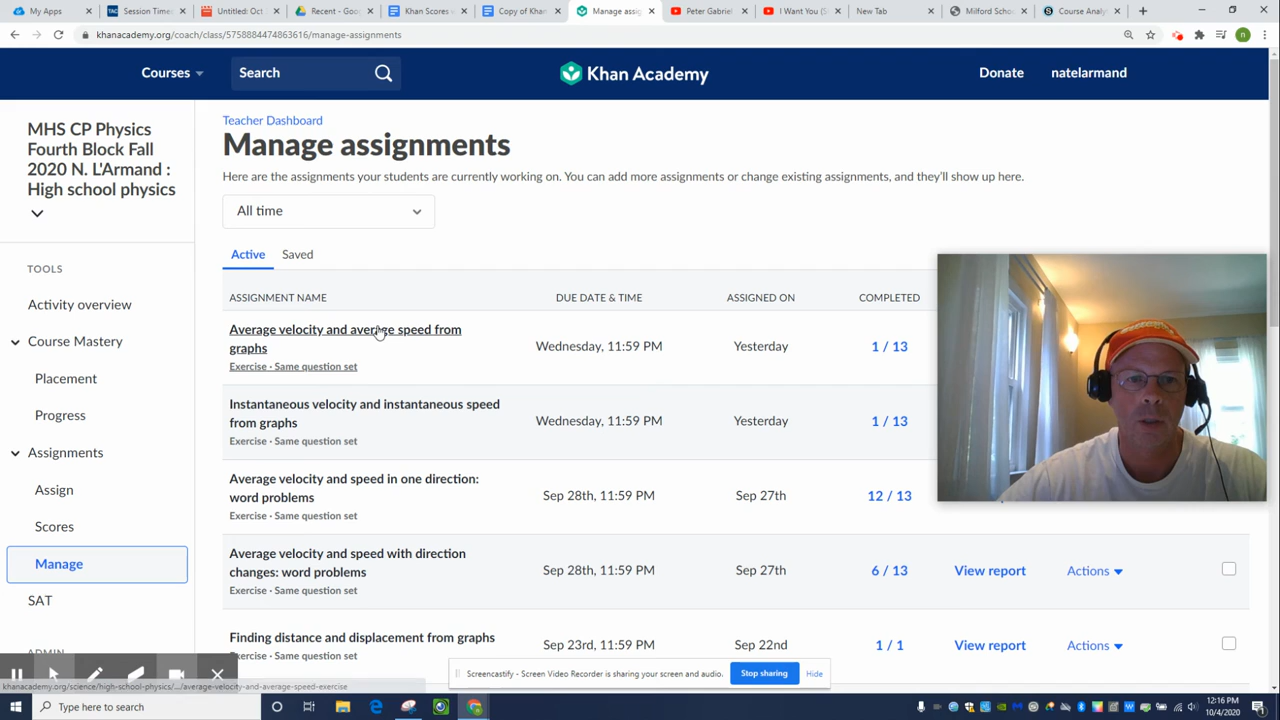 My Apps
Session Time
Untitled: Oct
Recent - Goo
Khan Scores
Copy of Khan
Manage assig
Peter Gabriel
I Want You (S
New Tab
Milford Schoo
Course Analy
khanacademy.org/coach/class/5758884474863616/manage-assignments
n
Courses
Search
Khan Academy
Donate
natelarmand
MHS CP Physics
Fourth Block Fall
2020 N. L'Armand :
High school physics
TOOLS
Activity overview
Course Mastery
Placement
Progress
Assignments
Assign
Scores
Manage
SAT
ADMIN
Teacher Dashboard
Manage assignments
Here are the assignments your students are currently working on. You can add more assignments or change existing assignments, and they'll show up here.
All time
Active
Saved
ASSIGNMENT NAME
DUE DATE & TIME
ASSIGNED ON
COMPLETED
Average velocity and average speed from
graphs
Exercise · Same question set
Wednesday, 11:59 PM
Yesterday
1 / 13
Instantaneous velocity and instantaneous speed
from graphs
Exercise · Same question set
Wednesday, 11:59 PM
Yesterday
1 / 13
Average velocity and speed in one direction:
word problems
Exercise · Same question set
Sep 28th, 11:59 PM
Sep 27th
12 / 13
Average velocity and speed with direction
changes: word problems
Exercise · Same question set
Sep 28th, 11:59 PM
Sep 27th
6 / 13
View report
Actions
Finding distance and displacement from graphs
Sep 23rd, 11:59 PM
Sep 22nd
1 / 1
View report
Actions
Screencastify - Screen Video Recorder is sharing your screen and audio.
Stop sharing
Hide
khanacademy.org/science/high-school-physics/.../average-velocity-and-average-speed-exercise
Type here to search
12:16 PM
10/4/2020